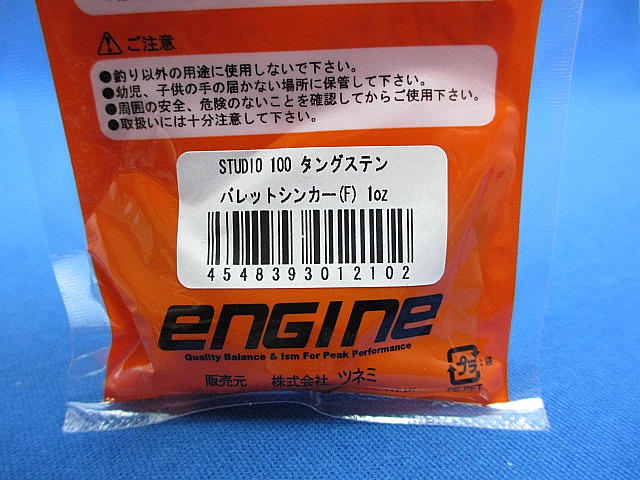 ご注意
●釣り以外の用途に使用しないで下さい。
●幼児、子供の手の届かない場所に保管して下さい。
●周囲の安全、危険のないことを確認してからご使用下さい。
●取扱いには十分注意して下さい。
STUDIO 100 タングステン
バレットシンカー(F) 1oz
4548393012102
engine
Quality Balance & Ism For Peak Performance
販売元 株式会社 ツネミ
プラ
袋
PE,PET